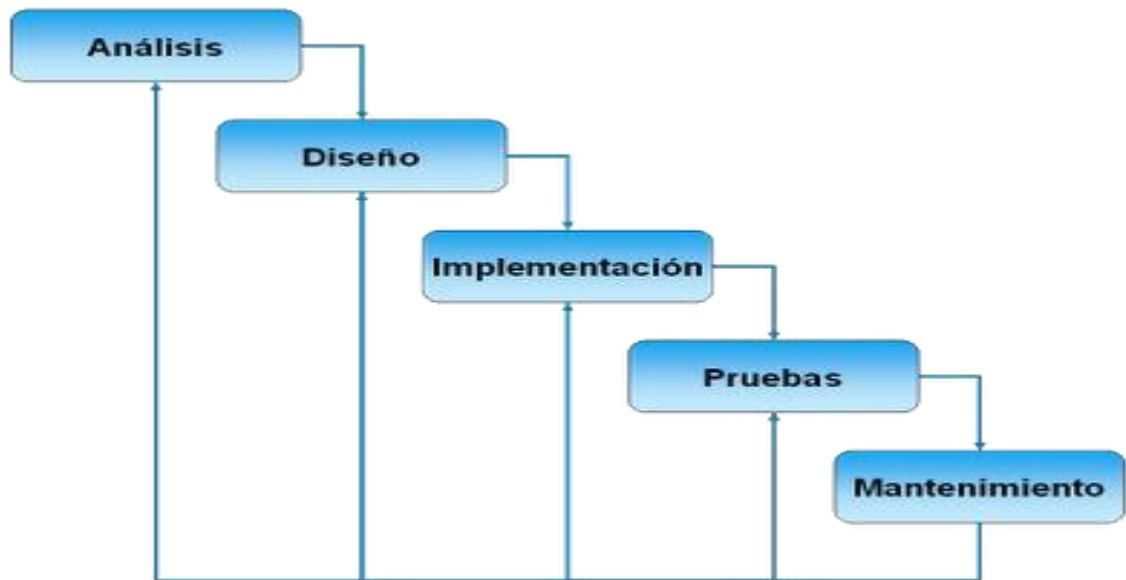 Análisis
Diseño
Implementación
Pruebas
Mantenimiento